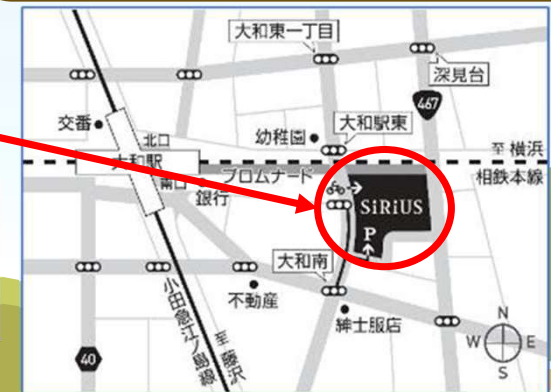 大和東一丁目
深見台
467
交番
北口
幼稚園
大和駅東
至 横浜
大和駅
南口
プロムナード
相鉄本線
銀行
SiRiUS
P
大和南
不動産
紳士服店
小田急江ノ島線
至 藤沢
40
N
W E
S